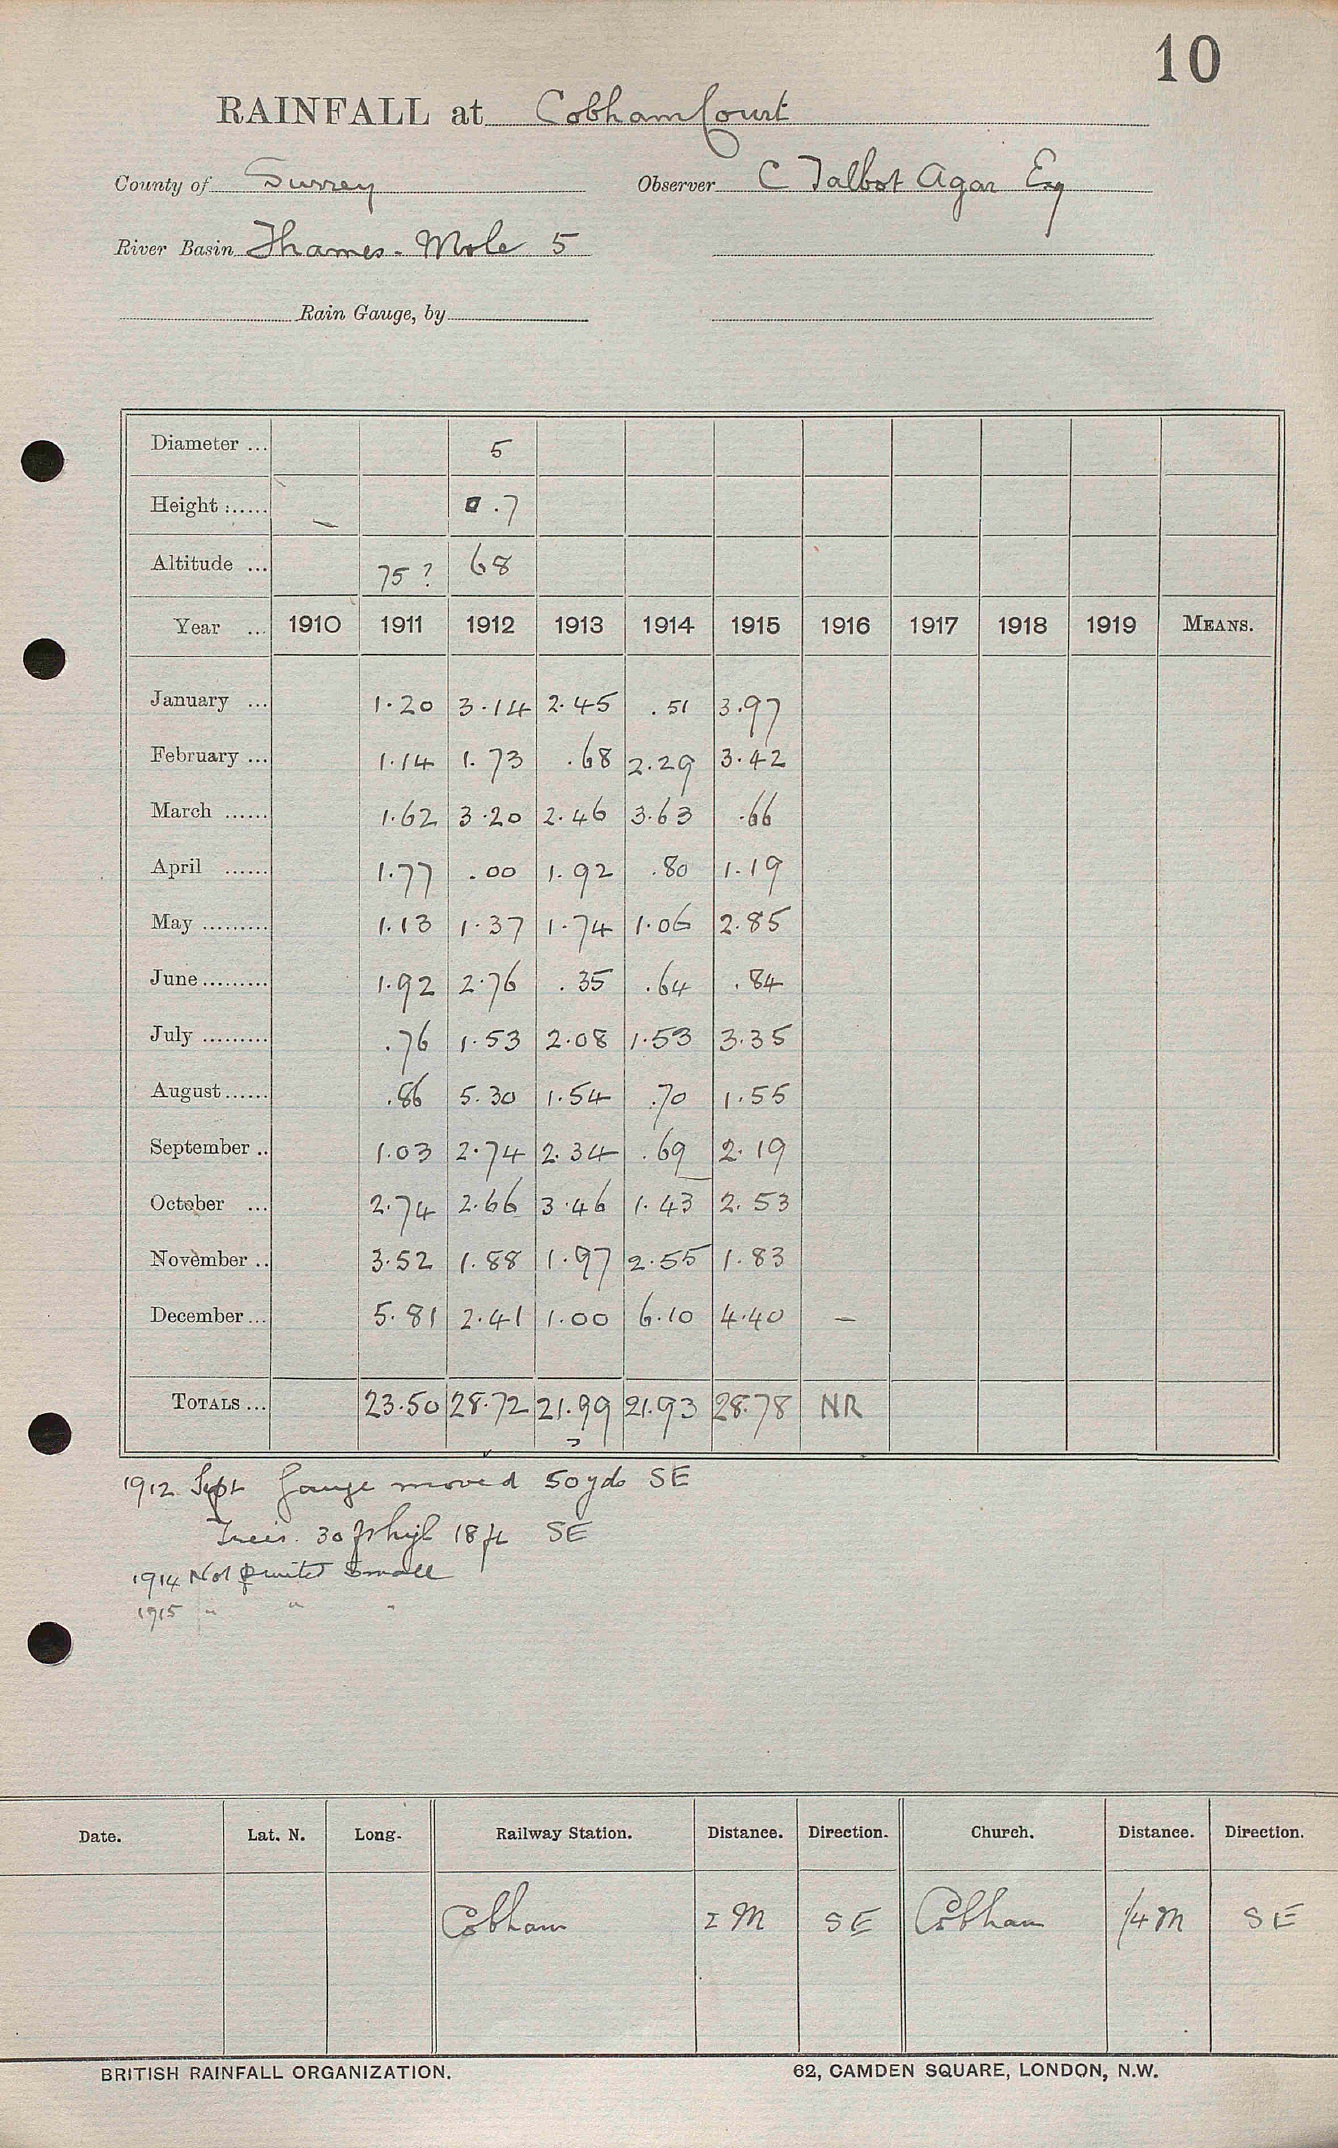 10
RAINFALL at Cobham Court
County of Surrey Observer C Talbot Agar Esq
River Basin Thames - Mole 5
Rain Gauge, by
Diameter ... 5
Height ...... 0.7
Altitude ... 75? 68
Year ... 1910 1911 1912 1913 1914 1915 1916 1917 1918 1919 MEANS.
January ... 1.20 3.14 2.45 .51 3.97
February ... 1.14 1.73 .68 2.29 3.42
March ...... 1.62 3.20 2.46 3.63 .66
April ...... 1.77 .00 1.92 .80 1.19
May ......... 1.13 1.37 1.74 1.06 2.85
June ......... 1.92 2.76 .35 .64 .84
July ......... .76 1.53 2.08 1.53 3.35
August ...... .86 5.30 1.54 .70 1.55
September .. 1.03 2.74 2.34 .69 2.19
October ... 2.74 2.66 3.46 1.43 2.53
November .. 3.52 1.88 1.97 2.55 1.83
December ... 5.81 2.41 1.00 6.10 4.40 –
TOTALS ... 23.50 28.72 21.99 21.93 28.78 NR
?
1912 Sept Gauge moved 50yds SE
Trees. 30ft high 18ft SE
1914 Not printed Small
1915 " " "
Date. Lat. N. Long. Railway Station. Distance. Direction. Church. Distance. Direction.
Cobham 2 M SE Cobham 1/4 M SE
BRITISH RAINFALL ORGANIZATION. 62, CAMDEN SQUARE, LONDON, N.W.